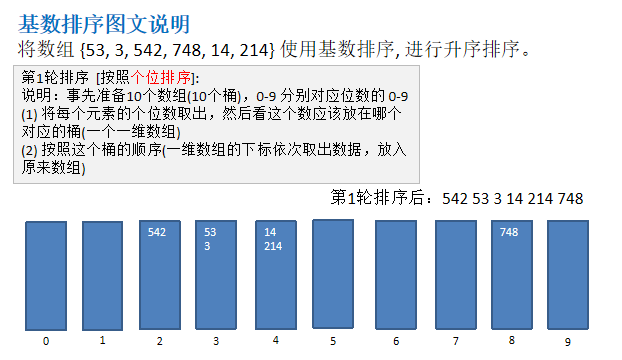 基数排序图文说明
将数组 {53, 3, 542, 748, 14, 214} 使用基数排序, 进行升序排序。
第1轮排序 [按照个位排序]:
说明：事先准备10个数组(10个桶)，0-9 分别对应位数的 0-9
(1) 将每个元素的个位数取出，然后看这个数应该放在哪个
对应的桶(一个一维数组)
(2) 按照这个桶的顺序(一维数组的下标依次取出数据，放入
原来数组)
第1轮排序后：542 53 3 14 214 748
542 53 14 748
3 214
0 1 2 3 4 5 6 7 8 9